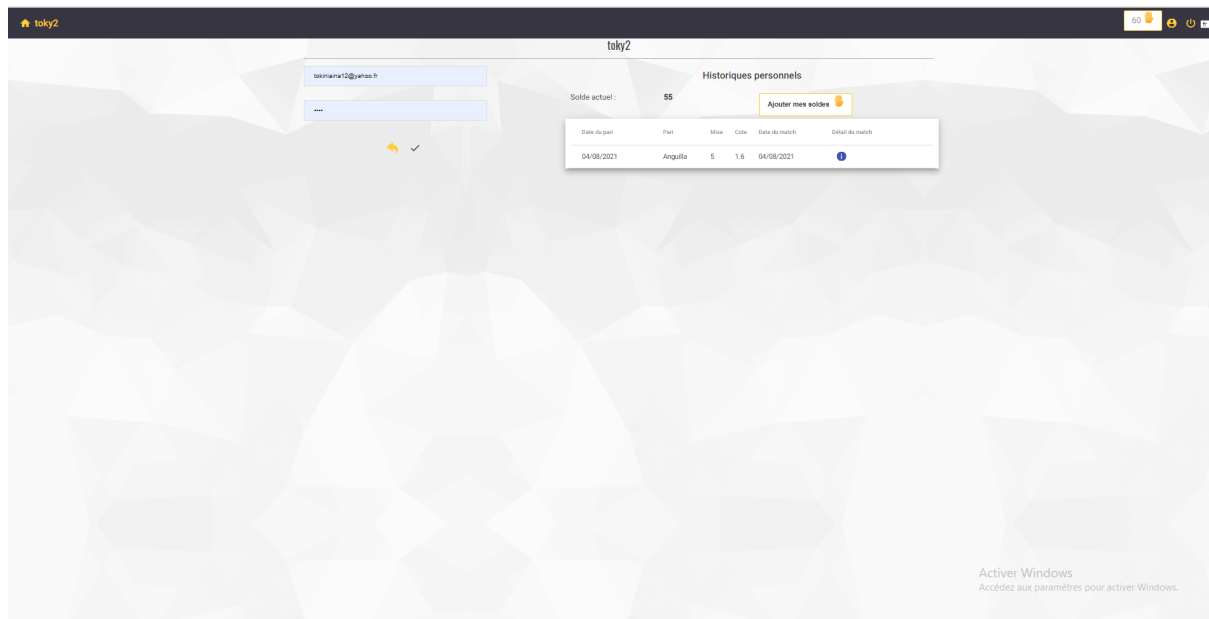 toky2
60
fr
toky2
tokiniaina12@yahoo.fr
••••
Historiques personnels
Solde actuel :
55
Ajouter mes soldes
Date du pari
Pari
Mise
Cote
Date du match
Détail du match
04/08/2021
Anguilla
5
1.6
04/08/2021
Activer Windows
Accédez aux paramètres pour activer Windows.